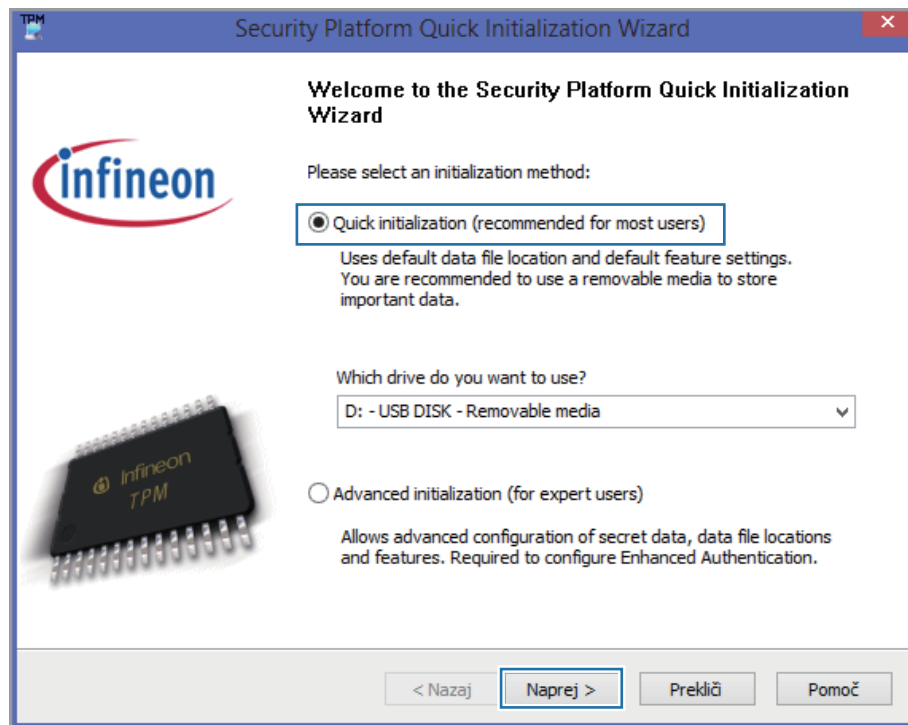 TPM
Security Platform Quick Initialization Wizard
Welcome to the Security Platform Quick Initialization
Wizard
infineon
Please select an initialization method:
Quick initialization (recommended for most users)
Uses default data file location and default feature settings.
You are recommended to use a removable media to store
important data.
Which drive do you want to use?
D: - USB DISK - Removable media
Infineon
TPM
Advanced initialization (for expert users)
Allows advanced configuration of secret data, data file locations
and features. Required to configure Enhanced Authentication.
< Nazaj
Naprej >
Prekliči
Pomoč